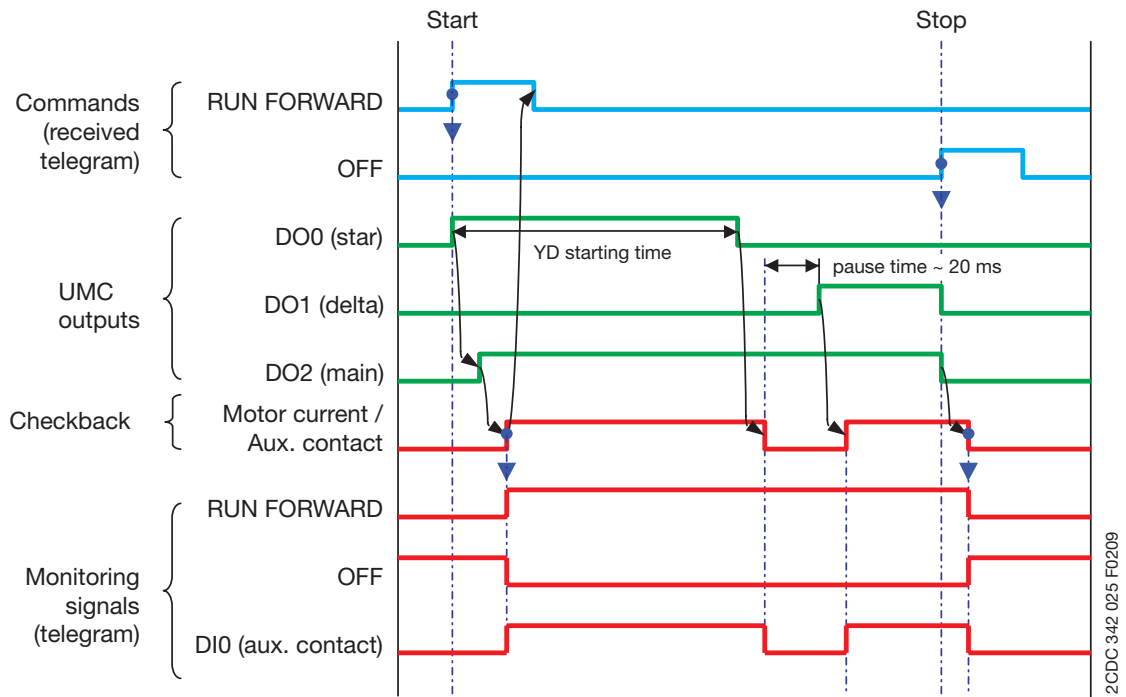 Start
Stop
Commands
(received
telegram)
RUN FORWARD
OFF
UMC
outputs
DO0 (star)
YD starting time
pause time ~ 20 ms
DO1 (delta)
DO2 (main)
Checkback
Motor current /
Aux. contact
Monitoring
signals
(telegram)
RUN FORWARD
OFF
DI0 (aux. contact)
2CDC 342 025 F0209